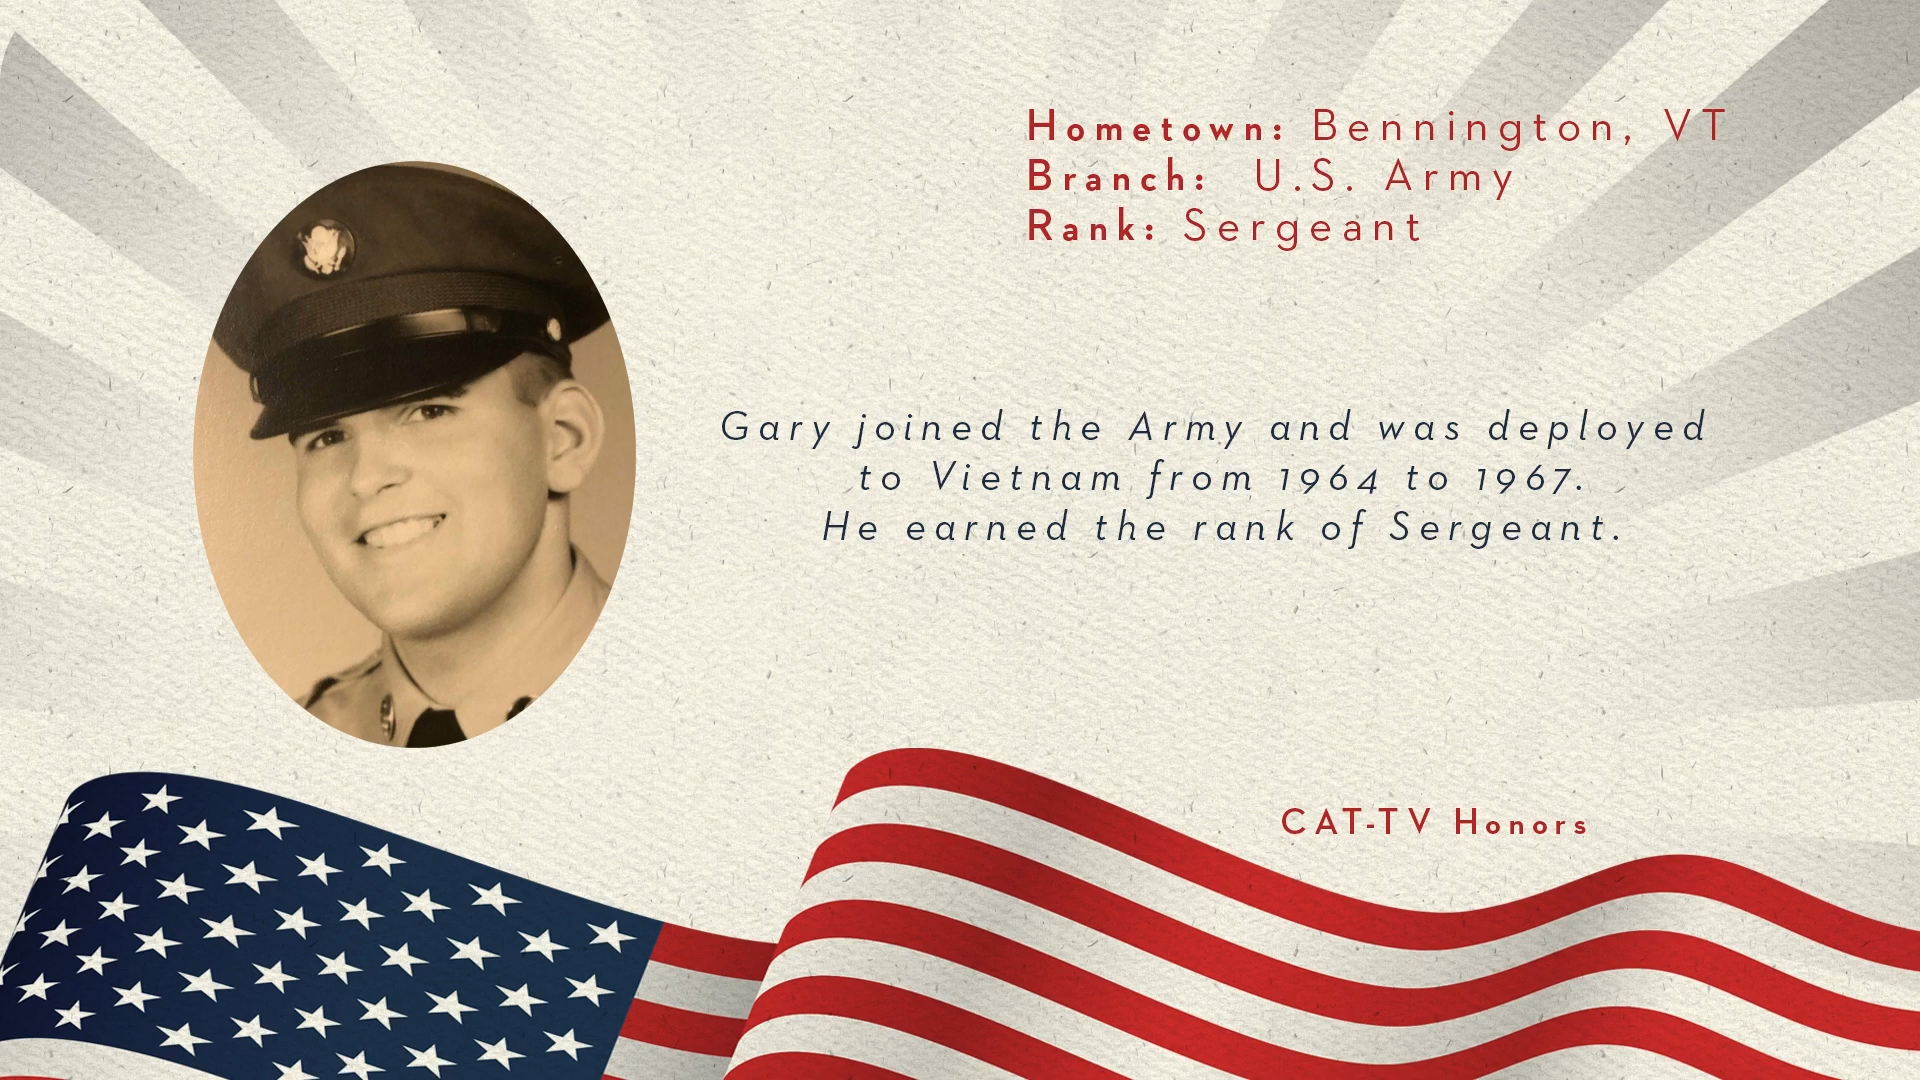 Hometown: Bennington, VT
Branch: U.S. Army
Rank: Sergeant
Gary joined the Army and was deployed
to Vietnam from 1964 to 1967.
He earned the rank of Sergeant.
CAT-TV Honors